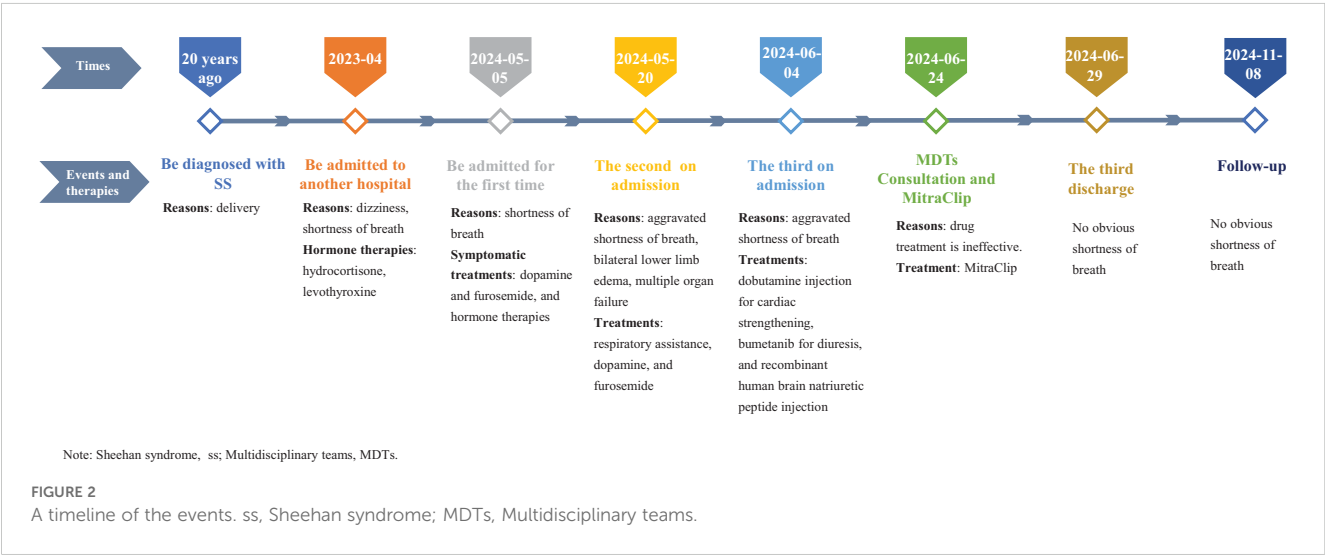 Times
20 years
ago
2023-04
2024-05-
05
2024-05-
20
2024-06-
04
2024-06-
24
2024-06-
29
2024-11-
08
Events and
therapies
Be diagnosed with
SS
Reasons: delivery
Be admitted to
another hospital
Reasons: dizziness,
shortness of breath
Hormone therapies:
hydrocortisone,
levothyroxine
Be admitted for
the first time
Reasons: shortness of
breath
Symptomatic
treatments: dopamine
and furosemide, and
hormone therapies
The second on
admission
Reasons: aggravated
shortness of breath,
bilateral lower limb
edema, multiple organ
failure
Treatments:
respiratory assistance,
dopamine, and
furosemide
The third on
admission
Reasons: aggravated
shortness of breath
Treatments:
dobutamine injection
for cardiac
strengthening,
bumetanib for diuresis,
and recombinant
human brain natriuretic
peptide injection
MDTs
Consultation and
MitraClip
Reasons: drug
treatment is ineffective.
Treatment: MitraClip
The third
discharge
No obvious
shortness of
breath
Follow-up
No obvious
shortness of
breath
Note: Sheehan syndrome, ss; Multidisciplinary teams, MDTs.
FIGURE 2
A timeline of the events. ss, Sheehan syndrome; MDTs, Multidisciplinary teams.